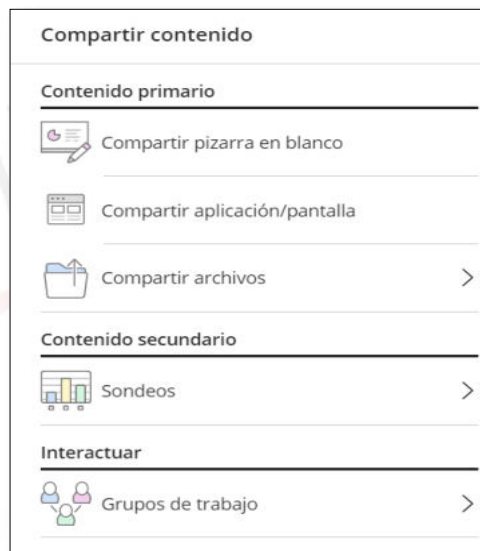 Compartir contenido
Contenido primario
Compartir pizarra en blanco
Compartir aplicación/pantalla
Compartir archivos
Contenido secundario
Sondeos
Interactuar
Grupos de trabajo